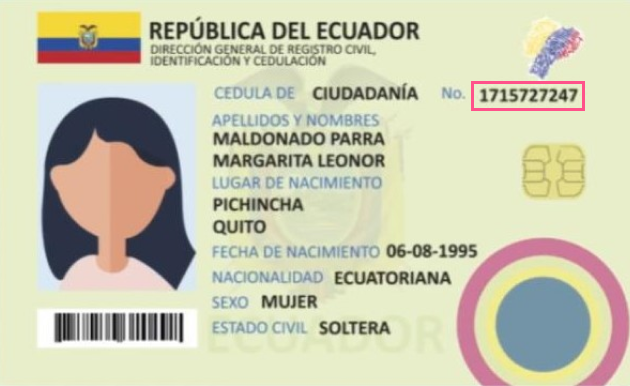 REPÚBLICA DEL ECUADOR
DIRECCIÓN GENERAL DE REGISTRO CIVIL,
IDENTIFICACIÓN Y CEDULACIÓN
CEDULA DE CIUDADANÍA No. 1715727247
APELLIDOS Y NOMBRES
MALDONADO PARRA
MARGARITA LEONOR
LUGAR DE NACIMIENTO
PICHINCHA
QUITO
FECHA DE NACIMIENTO 06-08-1995
NACIONALIDAD ECUATORIANA
SEXO MUJER
ESTADO CIVIL SOLTERA
ECUADOR